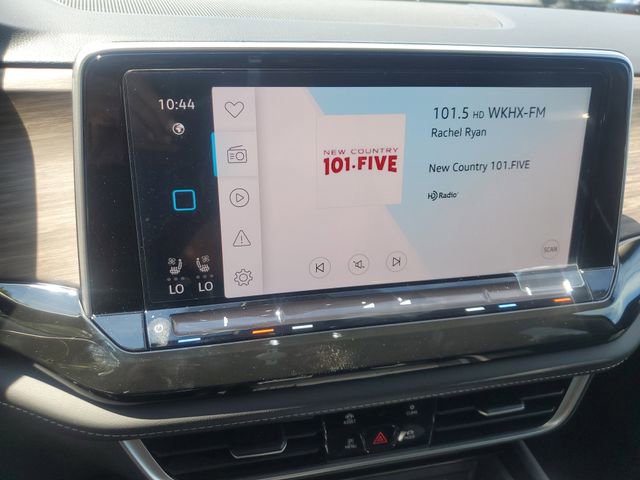 10:44
101.5 HD WKHX-FM
Rachel Ryan
NEW COUNTRY
101·FIVE
New Country 101.FIVE
HD Radio
SCAN
LO LO
MENU